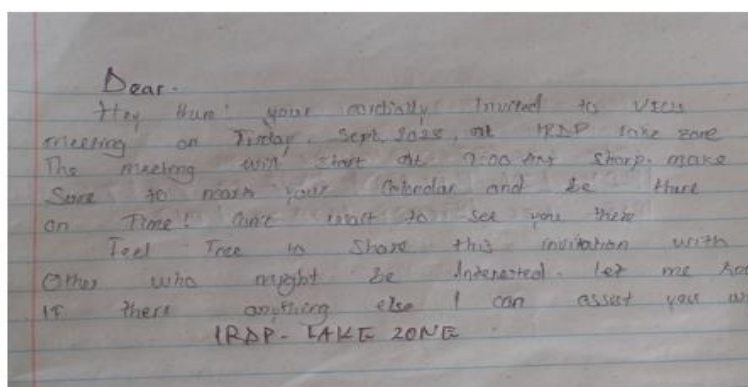 Dear.
Hey Hum! your cordially Invited to VICU
meeting on Friday, Sept, 2023, at IRDP lake zone
The meeting will start at 9:00 AM sharp. make
Sure to mark your Calendar and be there
on Time! Can't wait to see you there
Feel Free to Share this invitation with
Other who might be Interested. let me
If there anything else I can assist you
IRDP - LAKE ZONE